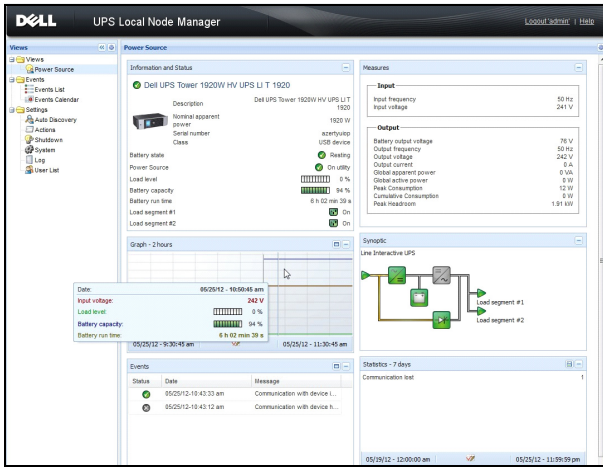 DELL UPS Local Node Manager Logout 'admin' | Help
Views
Views
Power Source
Events
Events List
Events Calendar
Settings
Auto Discovery
Actions
Shutdown
System
Log
User List
Power Source
Information and Status
Dell UPS Tower 1920W HV UPS LI T 1920
Description Dell UPS Tower 1920W HV UPS LI T 1920
Nominal apparent power 1920 W
Serial number azertyuiop
Class USB device
Battery state Resting
Power Source On utility
Load level 0 %
Battery capacity 94 %
Battery run time 6 h 02 min 39 s
Load segment #1 On
Load segment #2 On
Graph - 2 hours
Date: 05/25/12 - 10:50:45 am
Input voltage: 242 V
Load level: 0 %
Battery capacity: 94 %
Battery run time: 6 h 02 min 39 s
05/25/12 - 9:30:45 am 05/25/12 - 11:30:45 am
Events
Status Date Message
05/25/12-10:43:33 am Communication with device i...
05/25/12-10:43:12 am Communication with device h...
Measures
Input
Input frequency 50 Hz
Input voltage 241 V
Output
Battery output voltage 76 V
Output frequency 50 Hz
Output voltage 242 V
Output current 0 A
Global apparent power 0 VA
Global active power 0 W
Peak Consumption 12 W
Cumulative Consumption 0 W
Peak Headroom 1.91 kW
Synoptic
Line Interactive UPS
Load segment #1
Load segment #2
Statistics - 7 days
Communication lost 1
05/19/12 - 12:00:00 am 05/25/12 - 11:59:59 pm